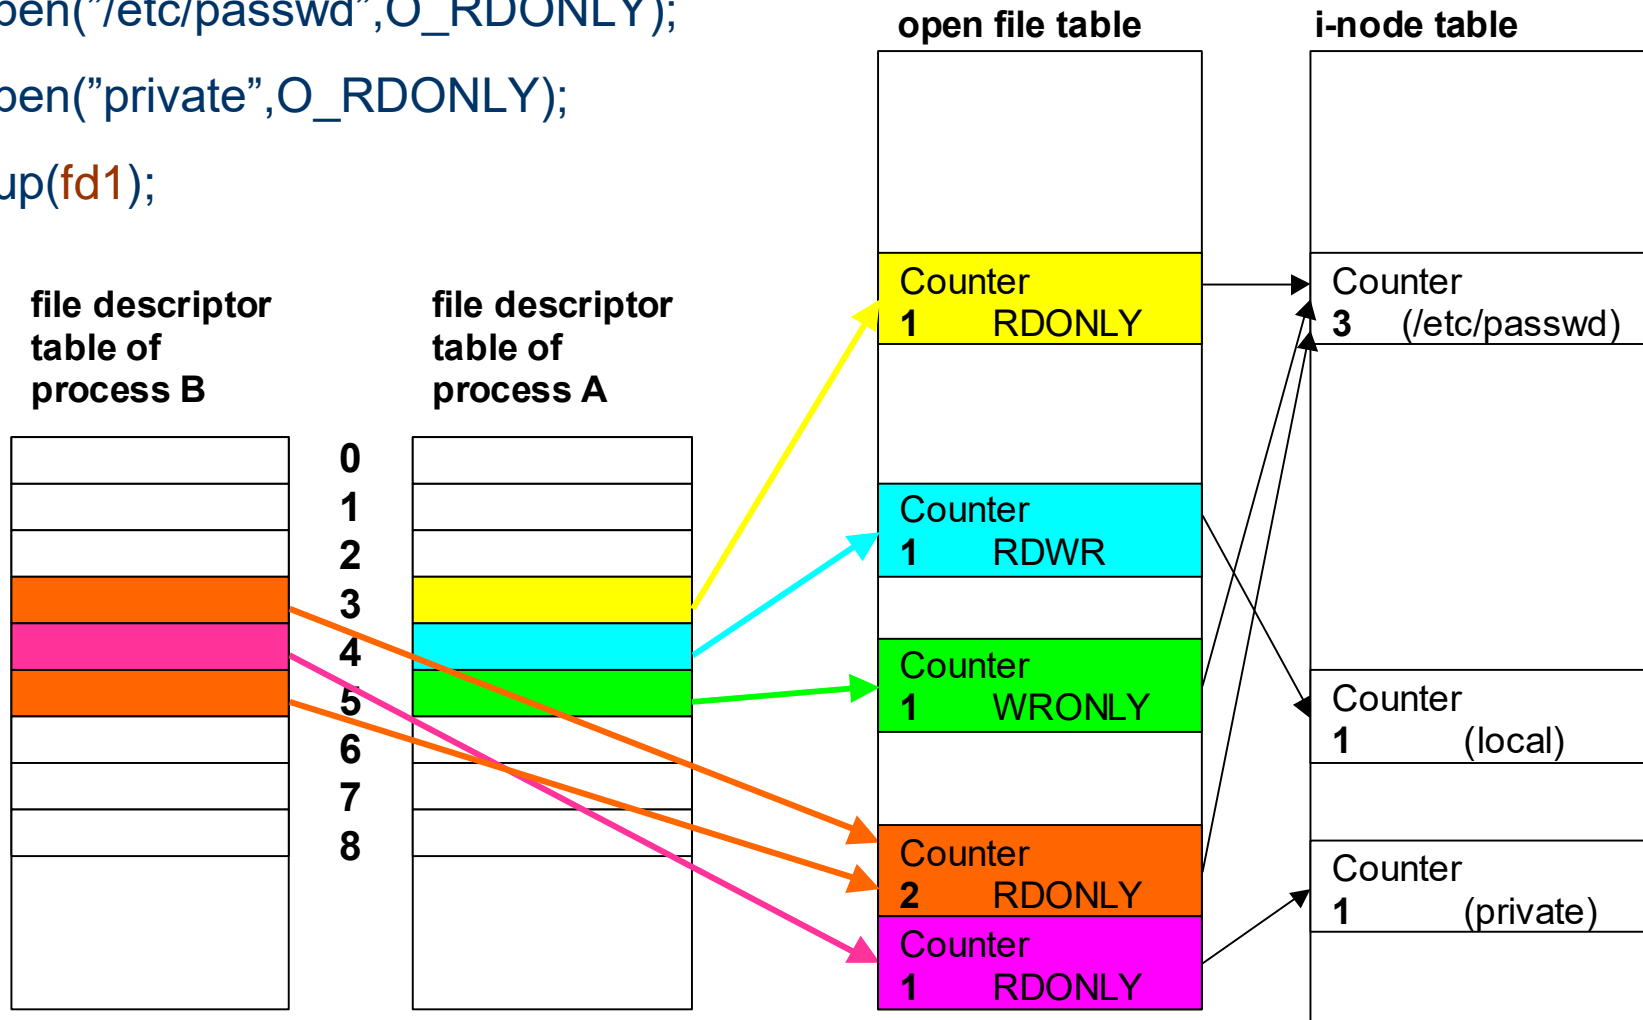 pen("/etc/passwd",O_RDONLY);
pen("private",O_RDONLY);
up(fd1);
open file table
i-node table
file descriptor
table of
process B
file descriptor
table of
process A
0
1
2
3
4
5
6
7
8
Counter
1 RDONLY
Counter
1 RDWR
Counter
1 WRONLY
Counter
2 RDONLY
Counter
1 RDONLY
Counter
3 (/etc/passwd)
Counter
1 (local)
Counter
1 (private)